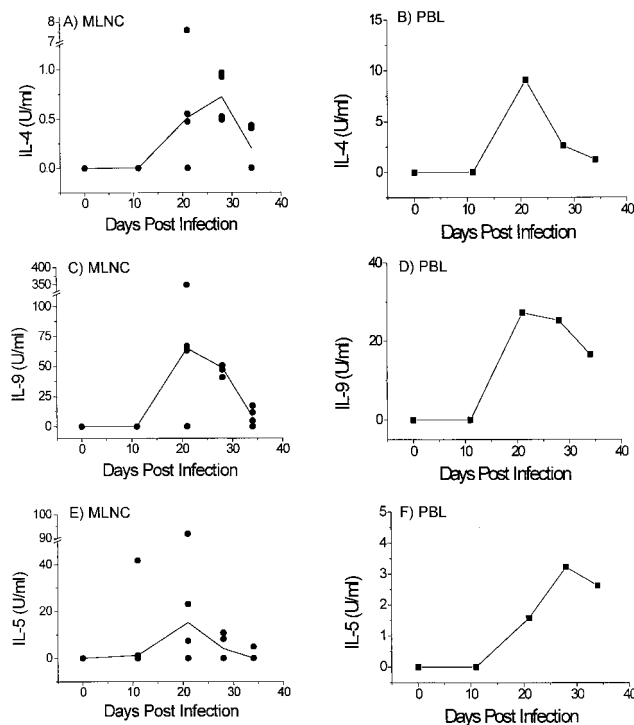 A) MLNC
8
7
1.0
0.5
0.0
IL-4 (U/ml)
0 10 20 30 40
Days Post Infection
B) PBL
15
10
5
0
IL-4 (U/ml)
0 10 20 30 40
Days Post Infection
C) MLNC
400
350
100
75
50
25
0
IL-9 (U/ml)
0 10 20 30 40
Days Post Infection
D) PBL
40
20
0
IL-9 (U/ml)
0 10 20 30 40
Days Post Infection
E) MLNC
100
90
40
20
0
IL-5 (U/ml)
0 10 20 30 40
Days Post Infection
F) PBL
5
4
3
2
1
0
IL-5 (U/ml)
0 10 20 30 40
Days Post Infection